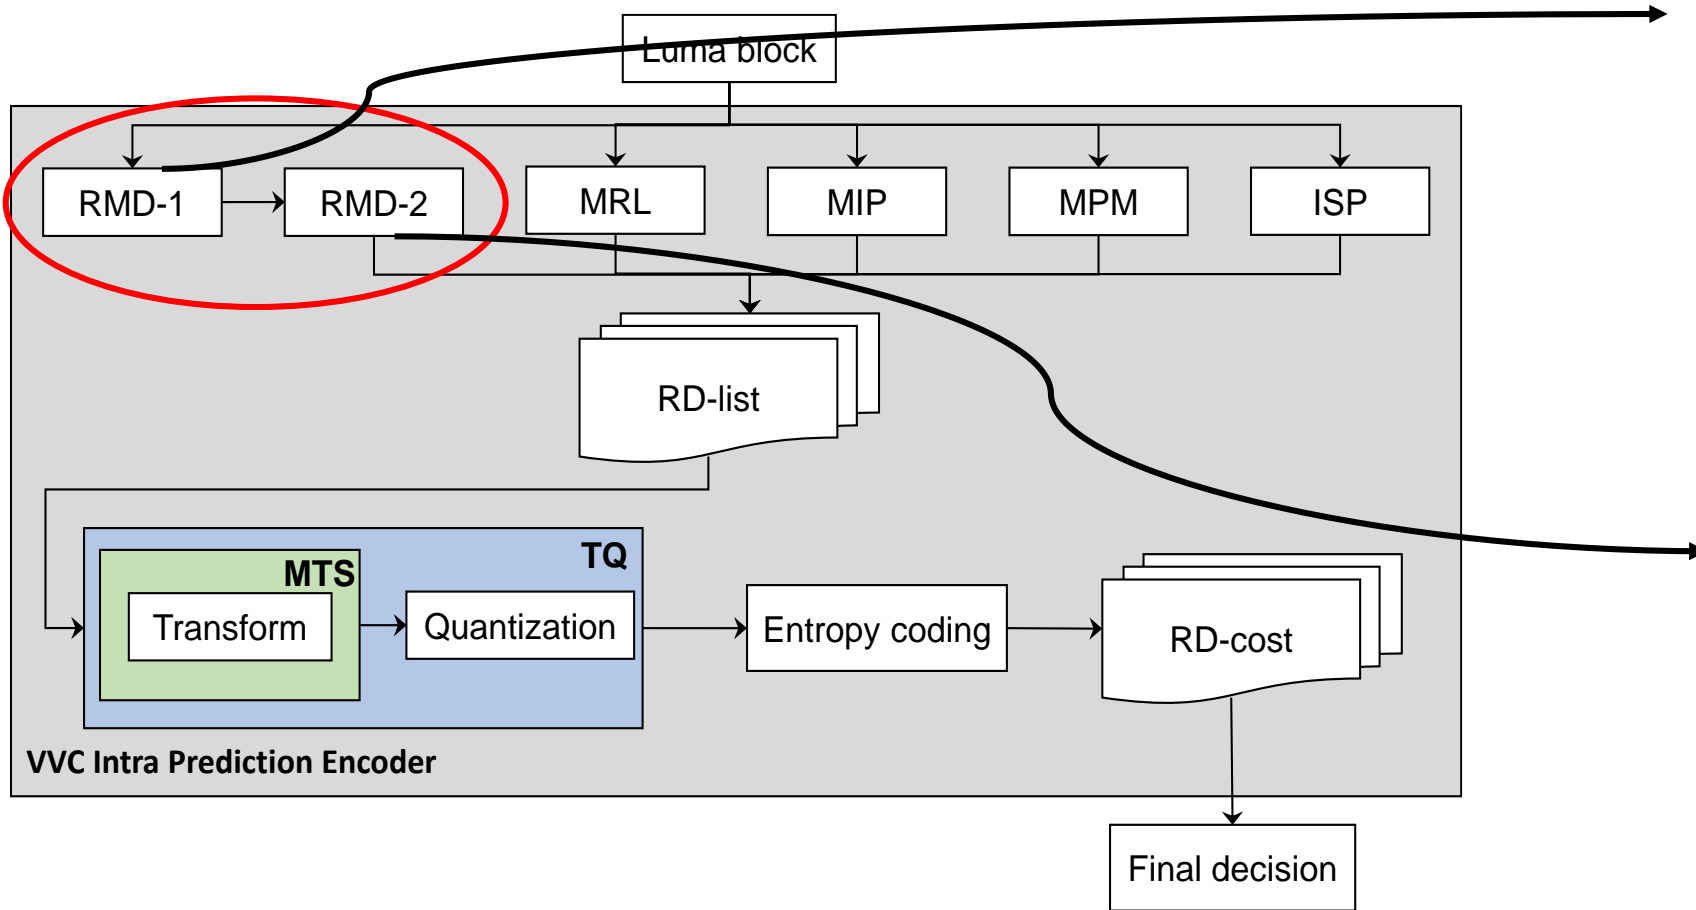 Luma block
RMD-1
RMD-2
MRL
MIP
MPM
ISP
RD-list
TQ
MTS
Transform
Quantization
Entropy coding
RD-cost
VVC Intra Prediction Encoder
Final decision